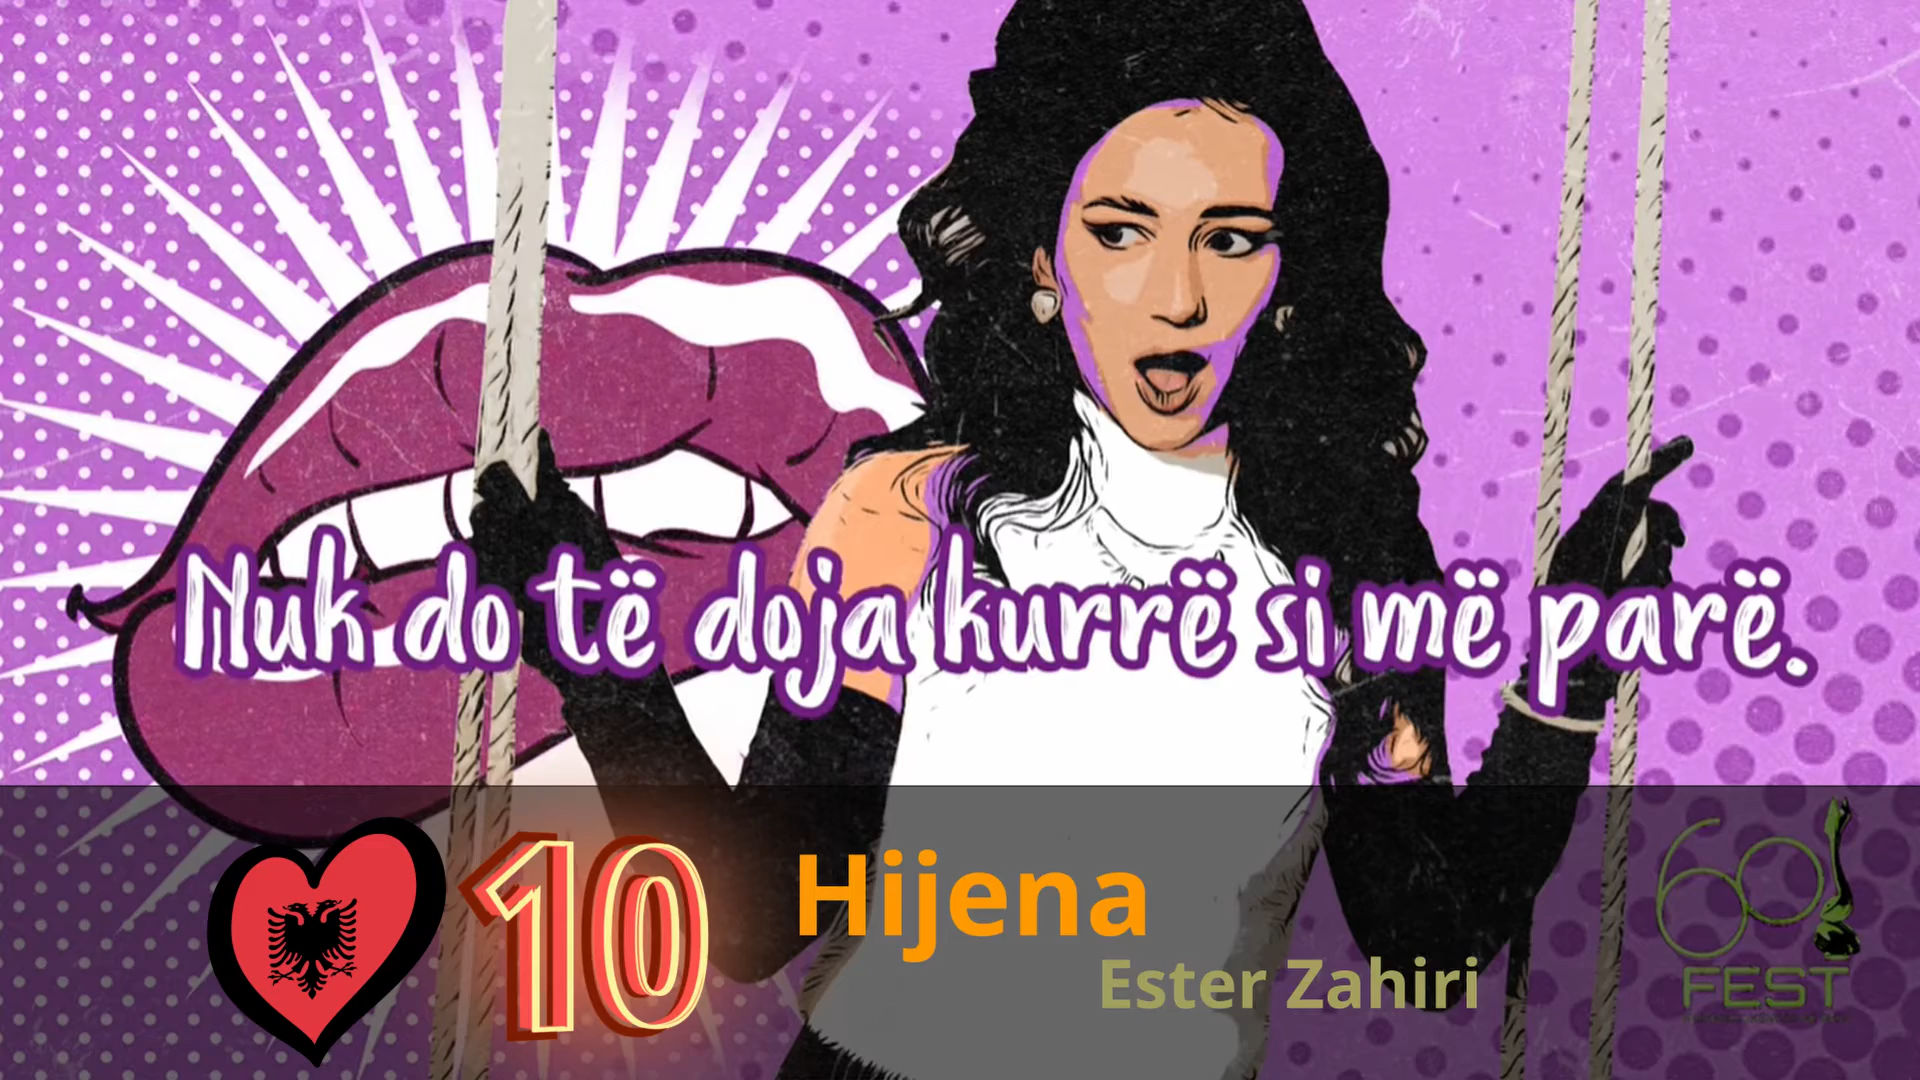 Nuk do të doja kurrë si më parë.
10
Hijena
Ester Zahiri
60!
FEST